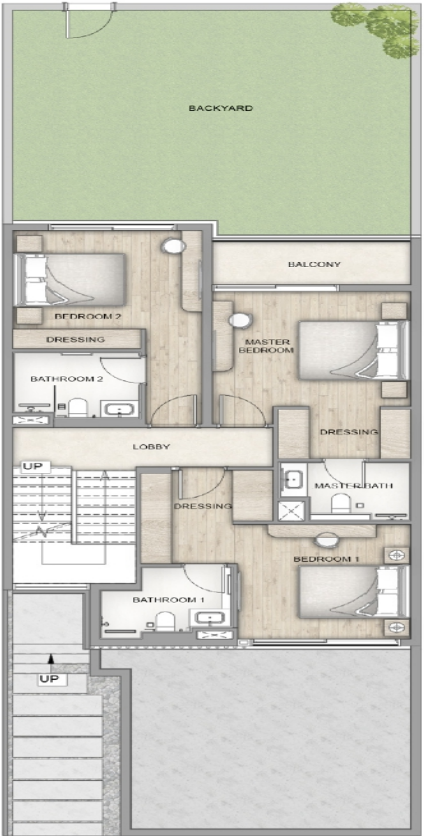 BACKYARD
BALCONY
BEDROOM 2
MASTER
BEDROOM
DRESSING
BATHROOM 2
DRESSING
LOBBY
UP
MASTER BATH
DRESSING
BEDROOM 1
BATHROOM 1
UP